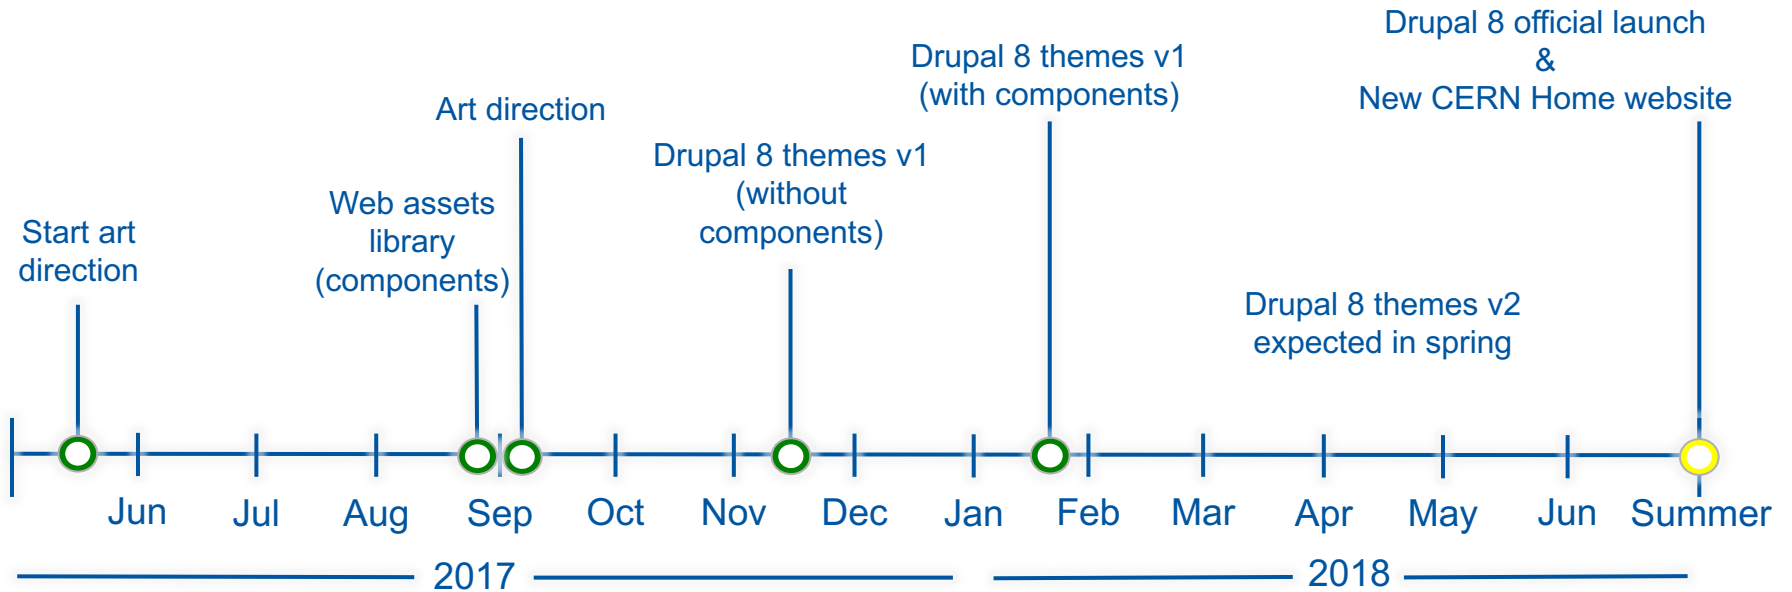 Drupal 8 official launch
&
New CERN Home website
Drupal 8 themes v1
(with components)
Art direction
Drupal 8 themes v1
(without
components)
Web assets
library
(components)
Start art
direction
Drupal 8 themes v2
expected in spring
Jun Jul Aug Sep Oct Nov Dec Jan Feb Mar Apr May Jun Summer
2017 2018